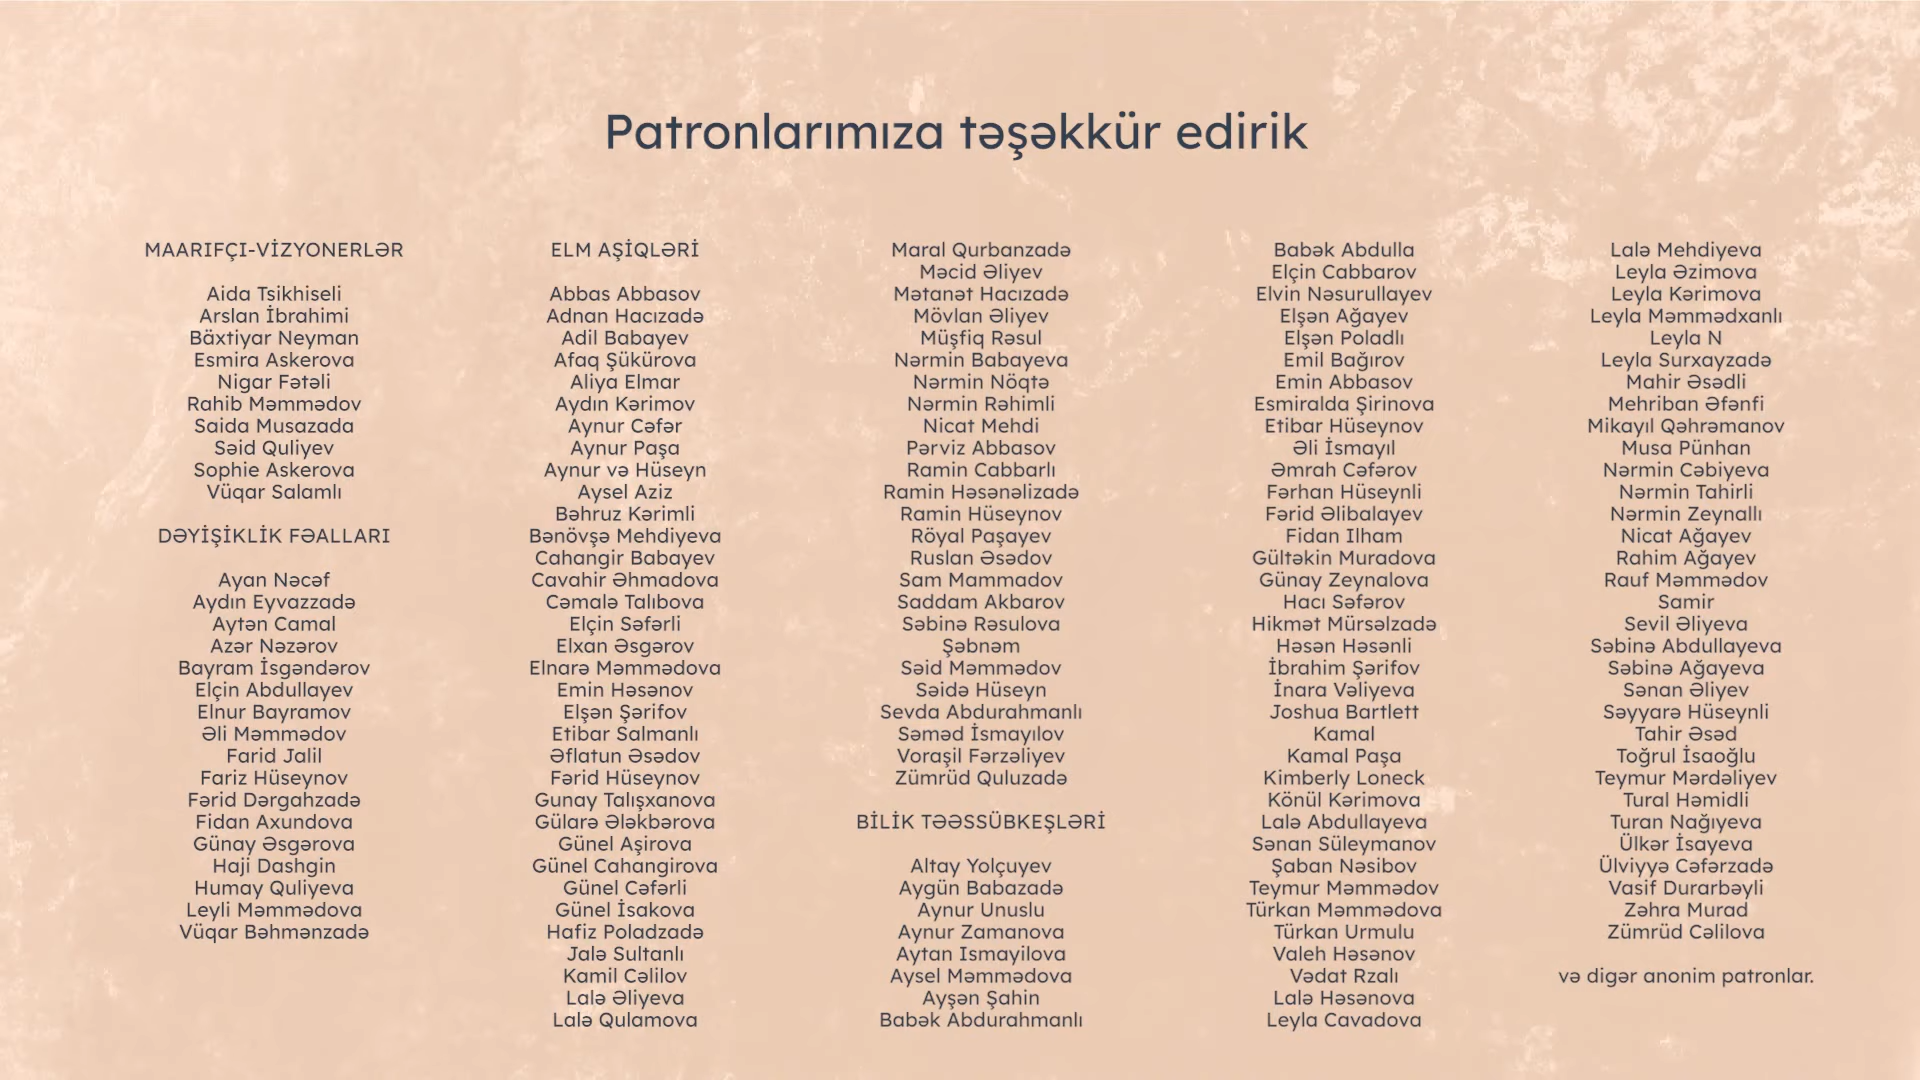 Patronlarımıza təşəkkür edirik
MAARIFÇI-VİZYONERLƏR
Aida Tsikhiseli
Arslan İbrahimi
Bäxtiyar Neyman
Esmira Askerova
Nigar Fətəli
Rahib Məmmədov
Saida Musazada
Səid Quliyev
Sophie Askerova
Vüqar Salamlı
DƏYİŞİKLİK FƏALLARI
Ayan Nəcəf
Aydın Eyvazzadə
Aytən Camal
Azər Nəzərov
Bayram İsgəndərov
Elçin Abdullayev
Elnur Bayramov
Əli Məmmədov
Farid Jalil
Fariz Hüseynov
Fərid Dərgahzadə
Fidan Axundova
Günay Əsgərova
Haji Dashgin
Humay Quliyeva
Leyli Məmmədova
Vüqar Bəhmənzadə
ELM AŞİQLƏRİ
Abbas Abbasov
Adnan Hacızadə
Adil Babayev
Afaq Şükürova
Aliya Elmar
Aydın Kərimov
Aynur Cəfər
Aynur Paşa
Aynur və Hüseyn
Aysel Aziz
Bəhruz Kərimli
Bənövşə Mehdiyeva
Cahangir Babayev
Cavahir Əhmadova
Cəmalə Talıbova
Elçin Səfərli
Elxan Əsgərov
Elnarə Məmmədova
Emin Həsənov
Elşən Şərifov
Etibar Salmanlı
Əflatun Əsədov
Fərid Hüseynov
Gunay Talışxanova
Gülarə Ələkbərova
Günel Aşirova
Günel Cahangirova
Günel Cəfərli
Günel İsakova
Hafiz Poladzadə
Jalə Sultanlı
Kamil Cəlilov
Lalə Əliyeva
Lalə Qulamova
Maral Qurbanzadə
Məcid Əliyev
Mətanət Hacızadə
Mövlan Əliyev
Müşfiq Rəsul
Nərmin Babayeva
Nərmin Nöqtə
Nərmin Rəhimli
Nicat Mehdi
Pərviz Abbasov
Ramin Cabbarlı
Ramin Həsənəlizadə
Ramin Hüseynov
Röyal Paşayev
Ruslan Əsədov
Sam Mammadov
Saddam Akbarov
Səbinə Rəsulova
Şəbnəm
Səid Məmmədov
Səidə Hüseyn
Sevda Abdurahmanlı
Səməd İsmayılov
Voraşil Fərzəliyev
Zümrüd Quluzadə
BİLİK TƏƏSSÜBKEŞLƏRİ
Altay Yolçuyev
Aygün Babazadə
Aynur Unuslu
Aynur Zamanova
Aytan Ismayilova
Aysel Məmmədova
Ayşən Şahin
Babək Abdurahmanlı
Babək Abdulla
Elçin Cabbarov
Elvin Nəsurullayev
Elşən Ağayev
Elşən Poladlı
Emil Bağırov
Emin Abbasov
Esmiralda Şirinova
Etibar Hüseynov
Əli İsmayıl
Əmrah Cəfərov
Fərhan Hüseynli
Fərid Əlibalayev
Fidan Ilham
Gültəkin Muradova
Günay Zeynalova
Hacı Səfərov
Hikmət Mürsəlzadə
Həsən Həsənli
İbrahim Şərifov
İnara Vəliyeva
Joshua Bartlett
Kamal
Kamal Paşa
Kimberly Loneck
Könül Kərimova
Lalə Abdullayeva
Sənan Süleymanov
Şaban Nəsibov
Teymur Məmmədov
Türkan Məmmədova
Türkan Urmulu
Valeh Həsənov
Vədat Rzalı
Lalə Həsənova
Leyla Cavadova
Lalə Mehdiyeva
Leyla Əzimova
Leyla Kərimova
Leyla Məmmədxanlı
Leyla N
Leyla Surxayzadə
Mahir Əsədli
Mehriban Əfənfi
Mikayıl Qəhrəmanov
Musa Pünhan
Nərmin Cəbiyeva
Nərmin Tahirli
Nərmin Zeynallı
Nicat Ağayev
Rahim Ağayev
Rauf Məmmədov
Samir
Sevil Əliyeva
Səbinə Abdullayeva
Səbinə Ağayeva
Sənan Əliyev
Səyyarə Hüseynli
Tahir Əsəd
Toğrul İsaoğlu
Teymur Mərdəliyev
Tural Həmidli
Turan Nağıyeva
Ülkər İsayeva
Ülviyyə Cəfərzadə
Vasif Durarbəyli
Zəhra Murad
Zümrüd Cəlilova
və digər anonim patronlar.